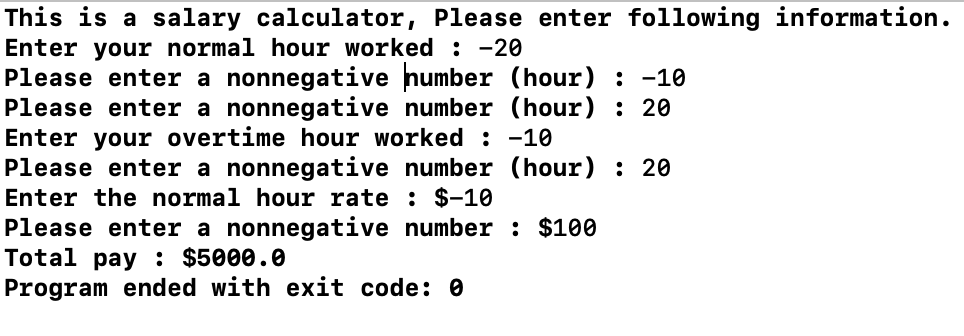 This is a salary calculator, Please enter following information.
Enter your normal hour worked : -20
Please enter a nonnegative number (hour) : -10
Please enter a nonnegative number (hour) : 20
Enter your overtime hour worked : -10
Please enter a nonnegative number (hour) : 20
Enter the normal hour rate : $-10
Please enter a nonnegative number : $100
Total pay : $5000.0
Program ended with exit code: 0